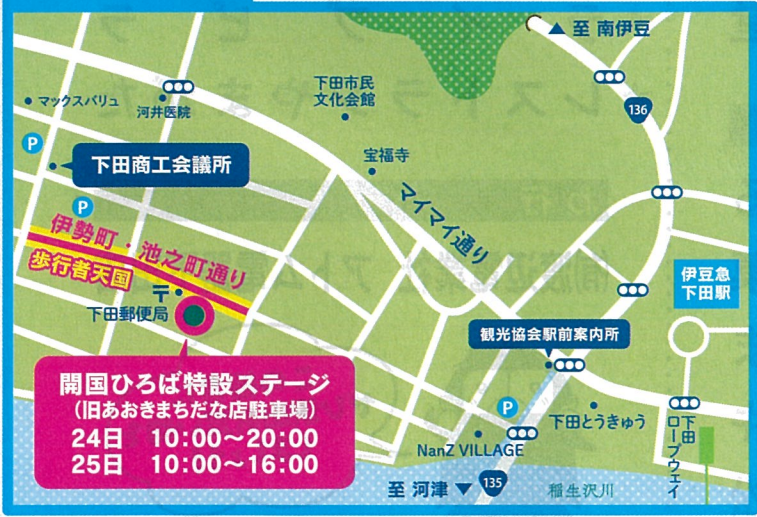 ▲ 至 南伊豆
136
マックスバリュ
河井医院
下田市民
文化会館
P
下田商工会議所
宝福寺
マイマイ通り
P
伊勢町・池之町通り
歩行者天国
〒
下田郵便局
伊豆急
下田駅
観光協会駅前案内所
開国ひろば特設ステージ
(旧あおきまちだな店駐車場)
24日 10:00〜20:00
25日 10:00〜16:00
P
下田とうきゅう
NanZ VILLAGE
下田
ロープウェイ
至 河津 ▼
135
稲生沢川